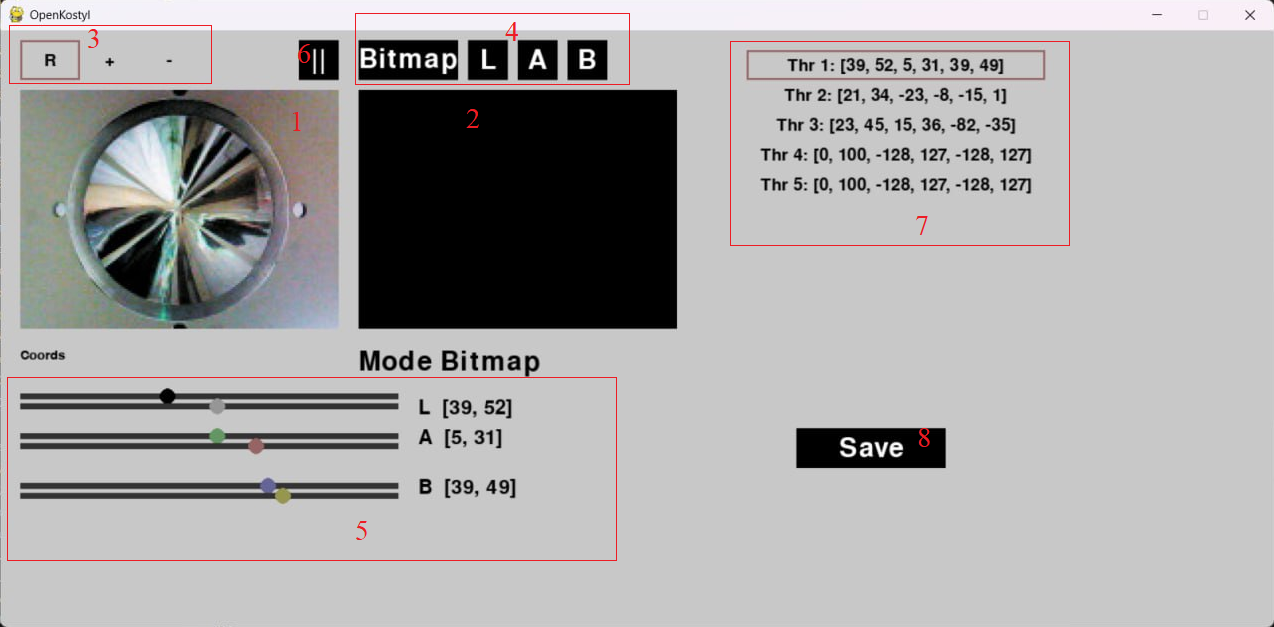 OpenKostyl
3
4
R + -
6
||
Bitmap L A B
1
2
Thr 1: [39, 52, 5, 31, 39, 49]
Thr 2: [21, 34, -23, -8, -15, 1]
Thr 3: [23, 45, 15, 36, -82, -35]
Thr 4: [0, 100, -128, 127, -128, 127]
Thr 5: [0, 100, -128, 127, -128, 127]
7
Coords
Mode Bitmap
L [39, 52]
A [5, 31]
B [39, 49]
5
Save
8